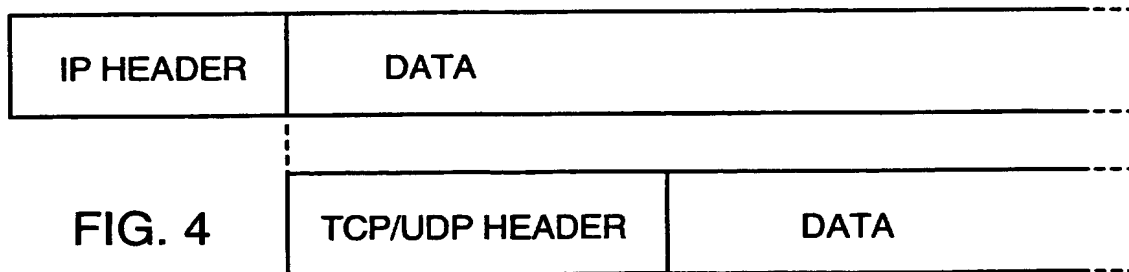 IP HEADER DATA
FIG. 4 TCP/UDP HEADER DATA